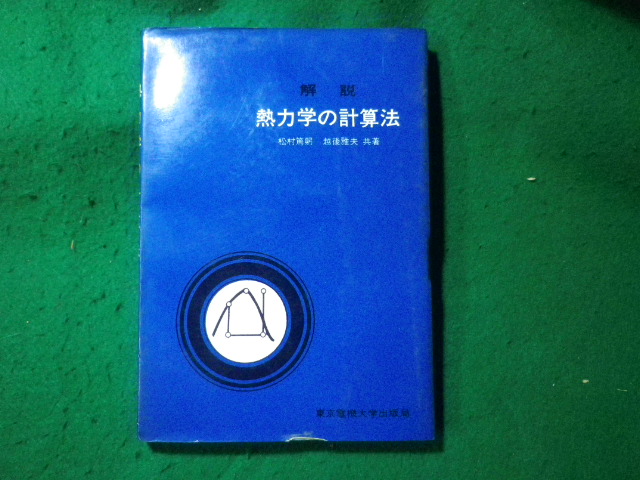 解説
熱力学の計算法
松村篤躬 越後雅夫 共著
東京電機大学出版局